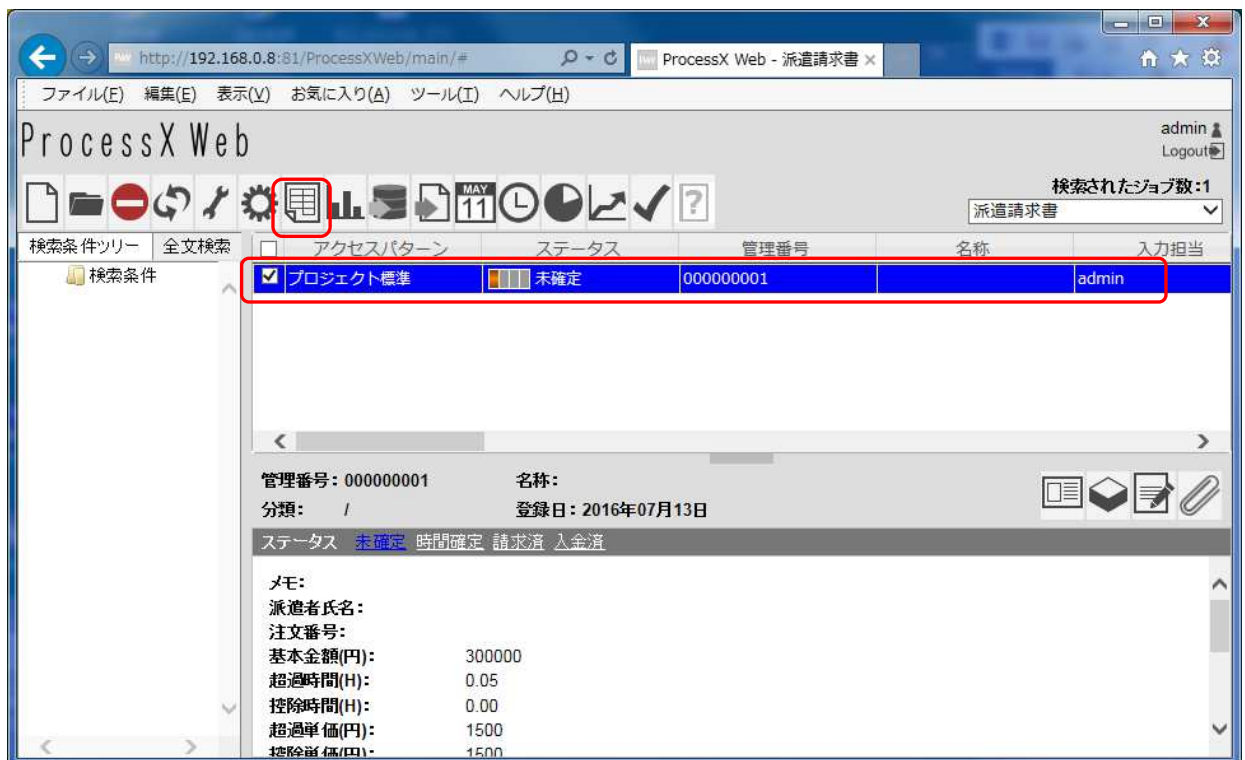 http://192.168.0.8:81/ProcessXWeb/main/#
ProcessX Web - 派遣請求書
ファイル(F) 編集(E) 表示(V) お気に入り(A) ツール(T) ヘルプ(H)
ProcessX Web
admin
Logout
MAY
11
検索されたジョブ数:1
派遣請求書
検索条件ツリー 全文検索
検索条件
アクセスパターン ステータス 管理番号 名称 入力担当
プロジェクト標準 未確定 000000001 admin
管理番号: 000000001 名称:
分類: / 登録日: 2016年07月13日
ステータス 未確定 時間確定 請求済 入金済
メモ:
派遣者氏名:
注文番号:
基本金額(円): 300000
超過時間(H): 0.05
控除時間(H): 0.00
超過単価(円): 1500
控除単価(円): 1500